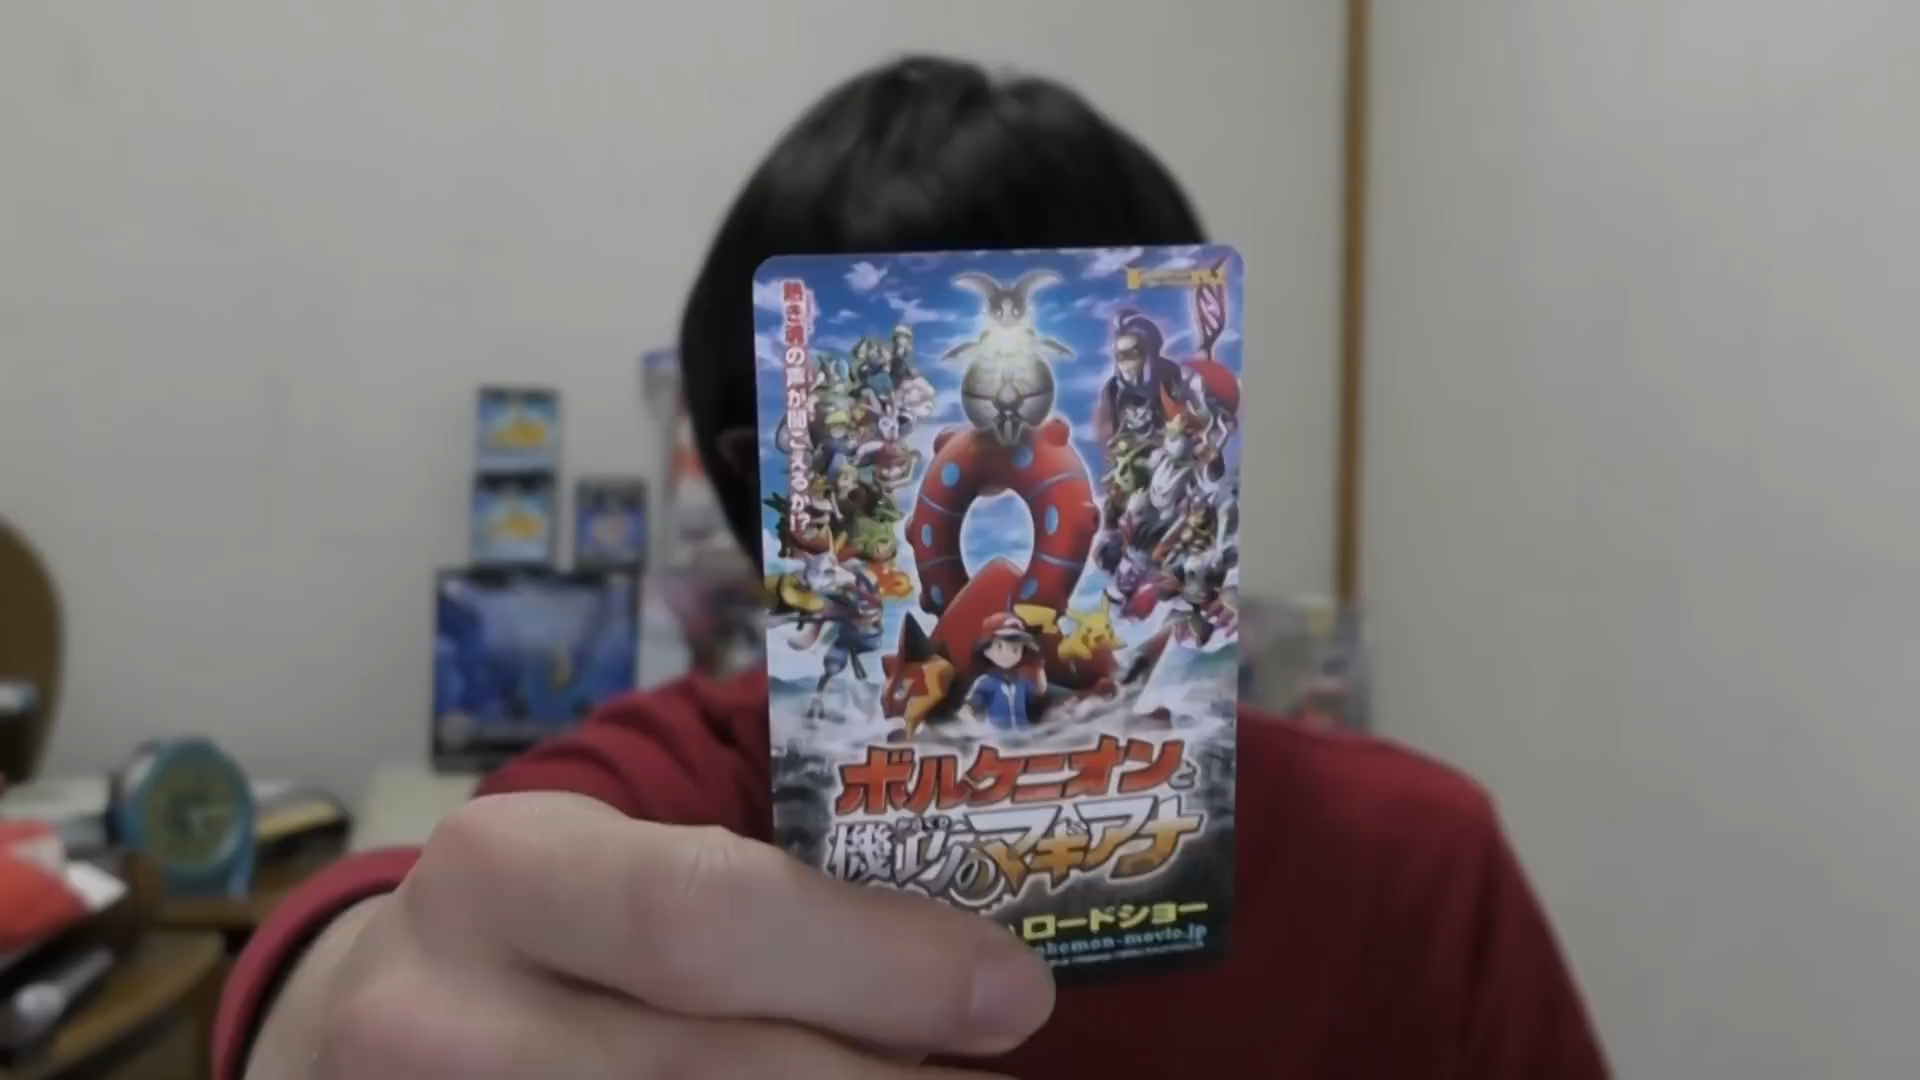 熱き魂の声が聞こえるか!?
ボルケニオンと
機巧のマギアナ
ロードショー
pokemon-movie.jp